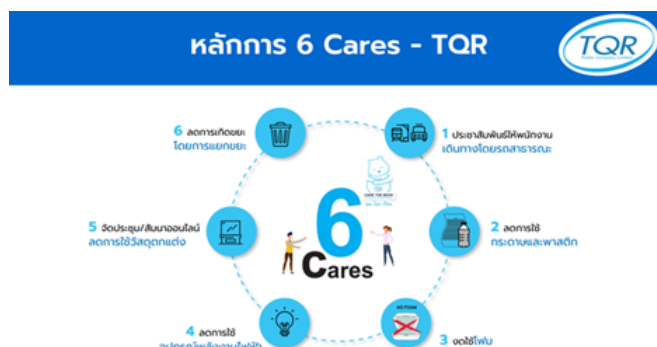 หลักการ 6 Cares - TQR
TQR
1 ประชาสัมพันธ์ให้พนักงาน
เดินทางโดยรถสาธารณะ
2 ลดการใช้
กระดาษและพาสติก
NO FOAM
3 งดใช้โฟม
4 ลดการใช้
5 จัดประชุม/สัมนาออนไลน์
ลดการใช้วัสดุตกแต่ง
6 ลดการเกิดขยะ
โดยการแยกขยะ
6
Cares